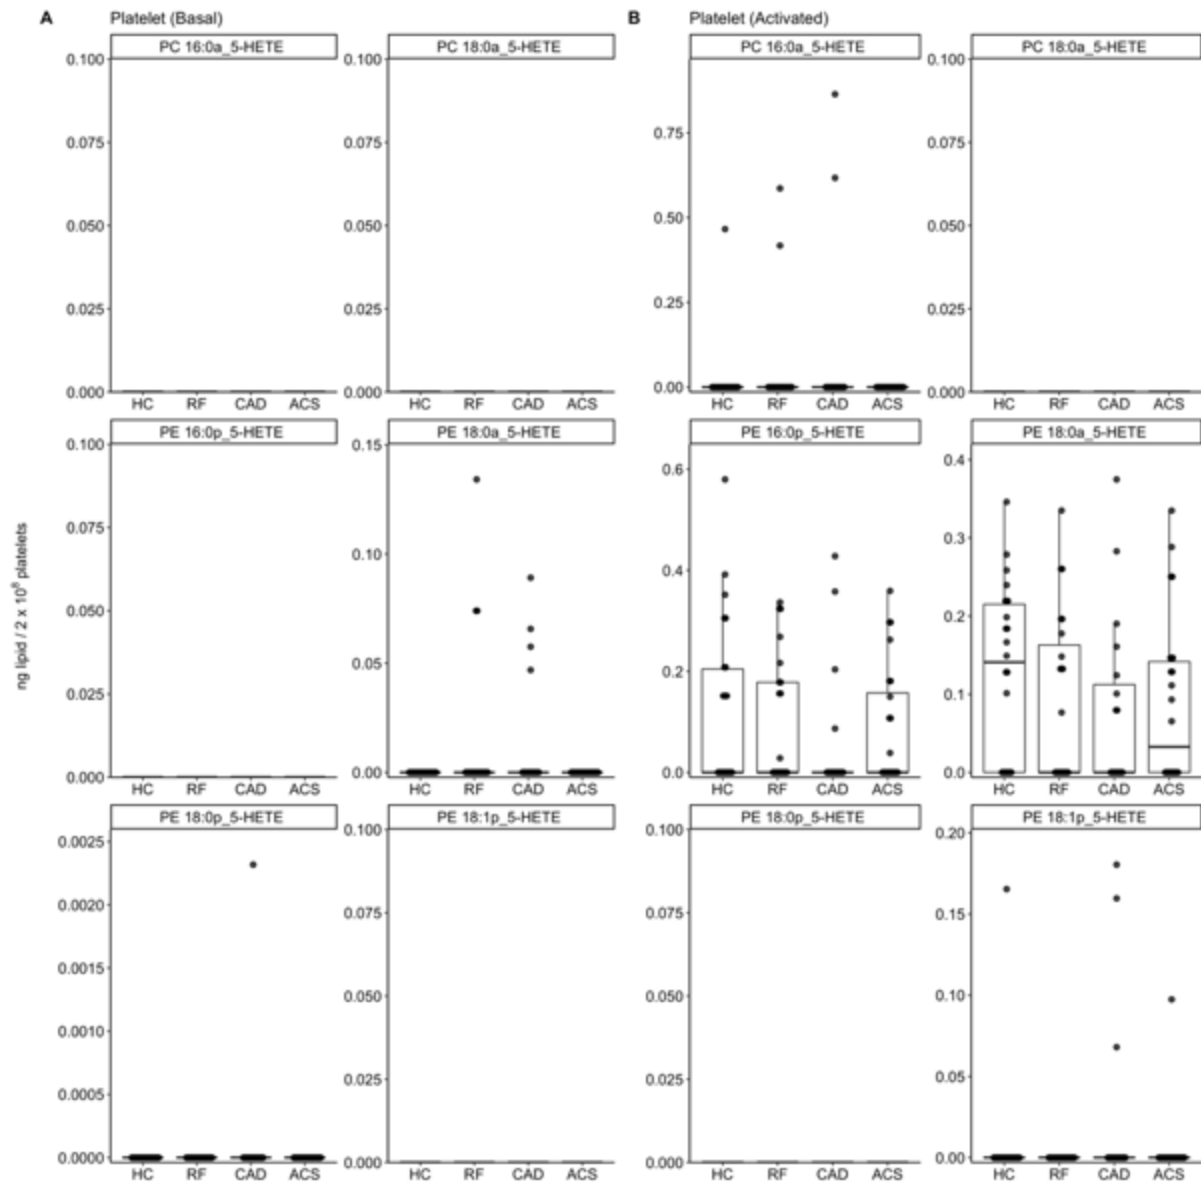 A Platelet (Basal) B Platelet (Activated)
PC 16:0a_5-HETE PC 18:0a_5-HETE PC 16:0a_5-HETE PC 18:0a_5-HETE
0.100 0.100 0.100
0.075 0.075 0.75 0.075
0.050 0.050 0.50 0.050
0.025 0.025 0.25 0.025
0.000 0.000 0.00 0.000
HC RF CAD ACS HC RF CAD ACS HC RF CAD ACS HC RF CAD ACS
PE 16:0p_5-HETE PE 18:0a_5-HETE PE 16:0p_5-HETE PE 18:0a_5-HETE
0.100 0.15 0.6 0.4
0.075 0.10 0.4 0.3
0.050 0.05 0.2 0.2
0.025 0.00 0.0 0.1
0.000 0.0
HC RF CAD ACS HC RF CAD ACS HC RF CAD ACS HC RF CAD ACS
ng lipid / 2 x 10⁸ platelets
PE 18:0p_5-HETE PE 18:1p_5-HETE PE 18:0p_5-HETE PE 18:1p_5-HETE
0.0025 0.100 0.100 0.20
0.0020 0.075 0.075 0.15
0.0015 0.050 0.050 0.10
0.0010 0.025 0.025 0.05
0.0005 0.000 0.000 0.00
0.0000
HC RF CAD ACS HC RF CAD ACS HC RF CAD ACS HC RF CAD ACS